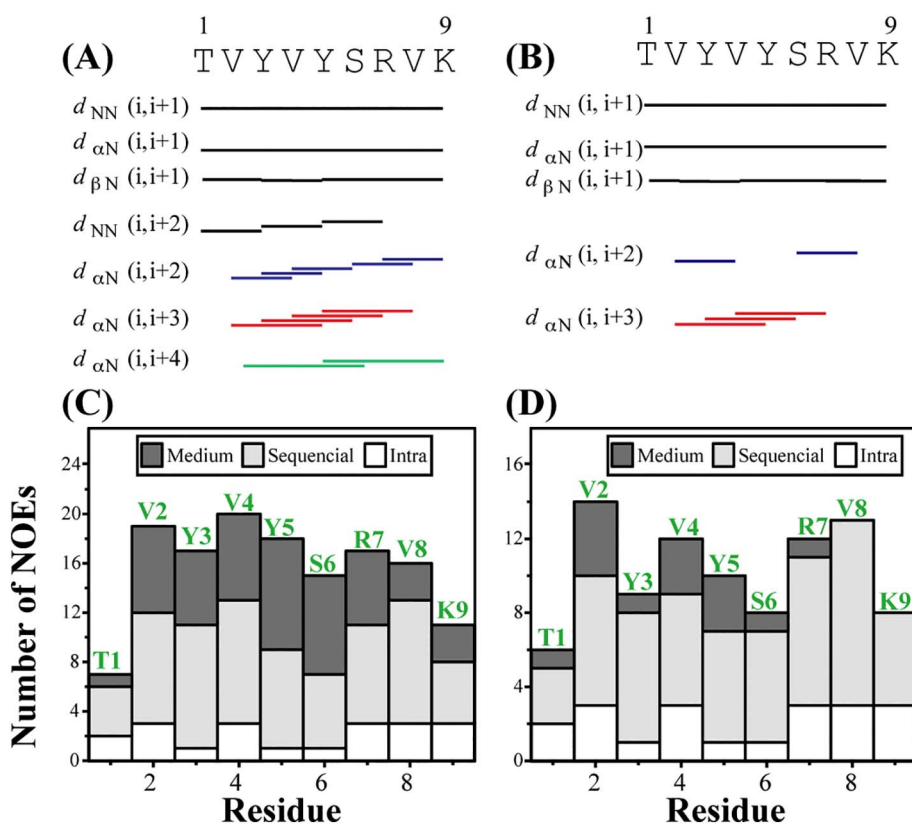 1 9
(A) T V Y V Y S R V K
d NN (i,i+1)
d αN (i,i+1)
d βN (i,i+1)
d NN (i,i+2)
d αN (i,i+2)
d αN (i,i+3)
d αN (i,i+4)
1 9
(B) T V Y V Y S R V K
d NN (i, i+1)
d αN (i, i+1)
d βN (i, i+1)
d αN (i, i+2)
d αN (i, i+3)
(C)
Medium Sequencial Intra
Number of NOEs
24
20
16
12
8
4
0
T1 V2 Y3 V4 Y5 S6 R7 V8 K9
2 4 6 8
Residue
(D)
Medium Sequencial Intra
16
12
8
4
0
T1 V2 Y3 V4 Y5 S6 R7 V8 K9
2 4 6 8
Residue